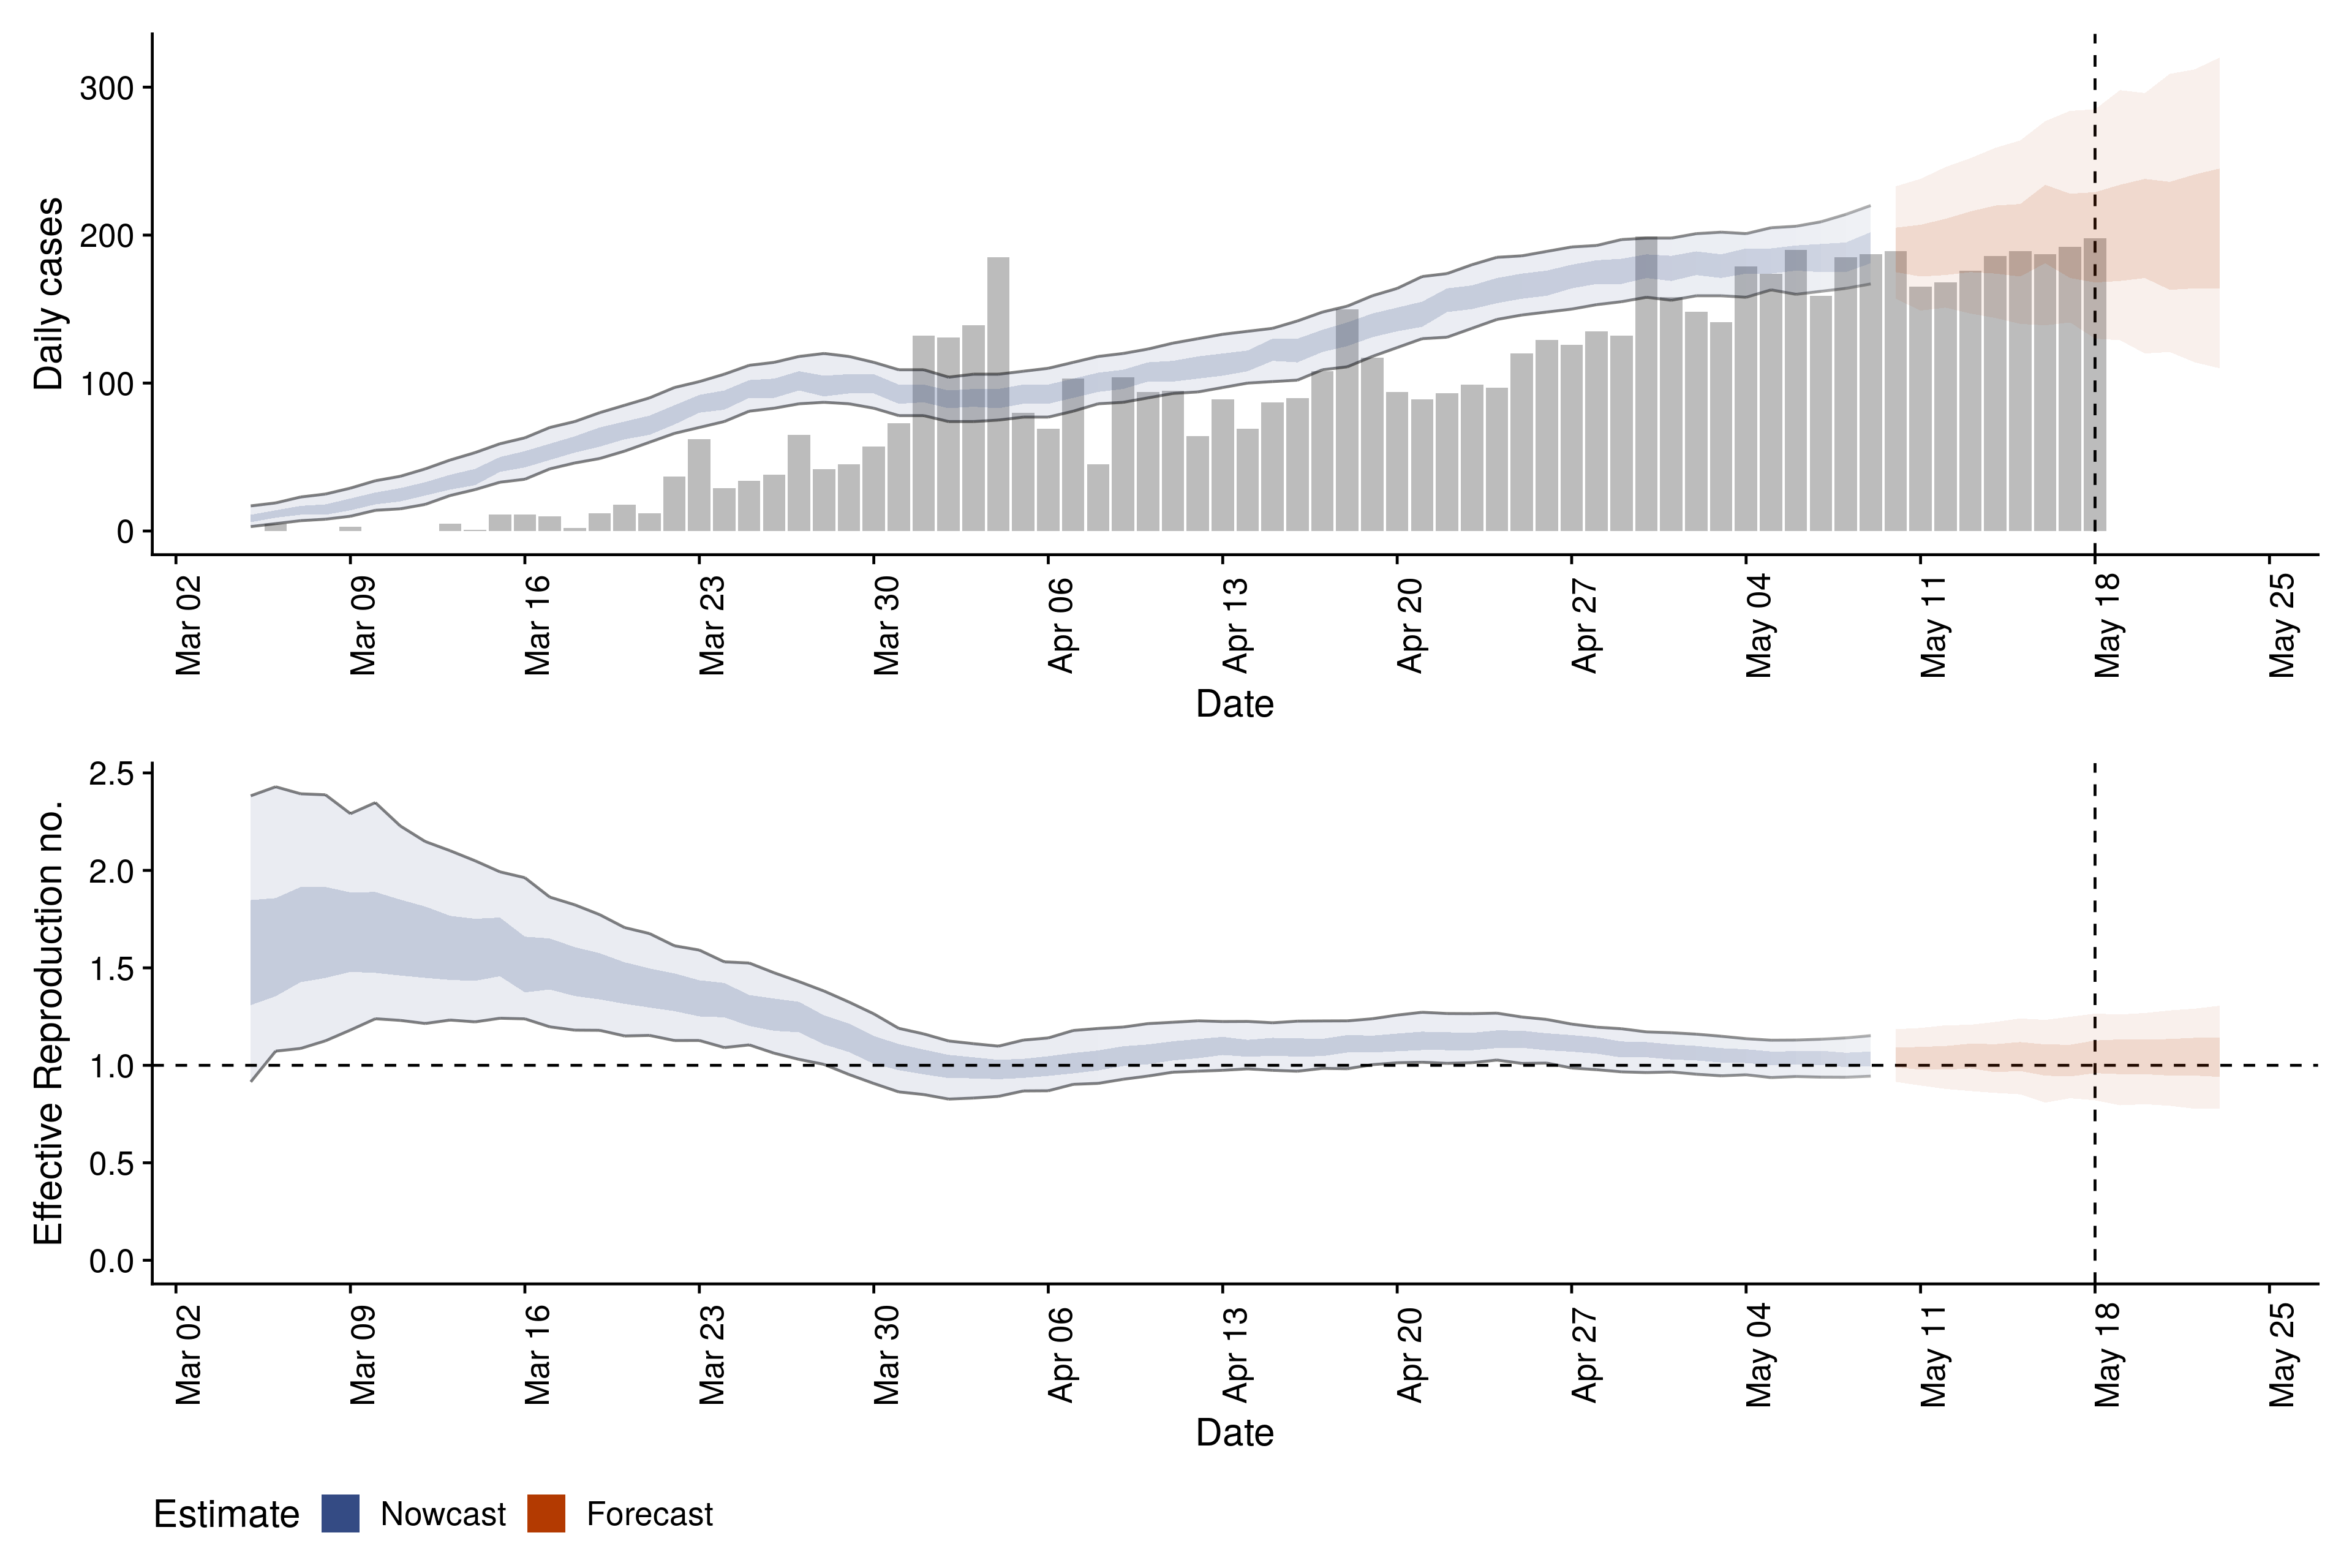 Daily cases
300
200
100
0
Mar 02
Mar 09
Mar 16
Mar 23
Mar 30
Apr 06
Apr 13
Apr 20
Apr 27
May 04
May 11
May 18
May 25
Date
Effective Reproduction no.
2.5
2.0
1.5
1.0
0.5
0.0
Mar 02
Mar 09
Mar 16
Mar 23
Mar 30
Apr 06
Apr 13
Apr 20
Apr 27
May 04
May 11
May 18
May 25
Date
Estimate Nowcast Forecast